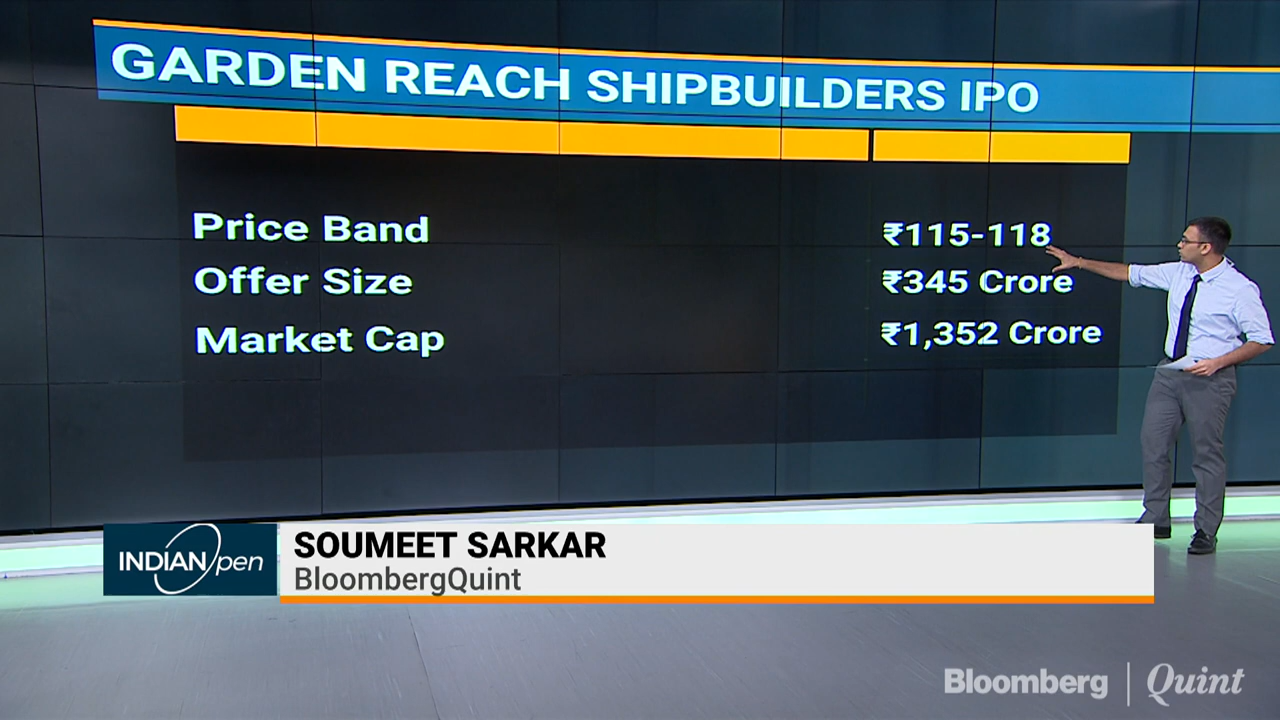 GARDEN REACH SHIPBUILDERS IPO
Price Band ₹115-118
Offer Size ₹345 Crore
Market Cap ₹1,352 Crore
INDIAN Open
SOUMEET SARKAR
BloombergQuint
Bloomberg | Quint